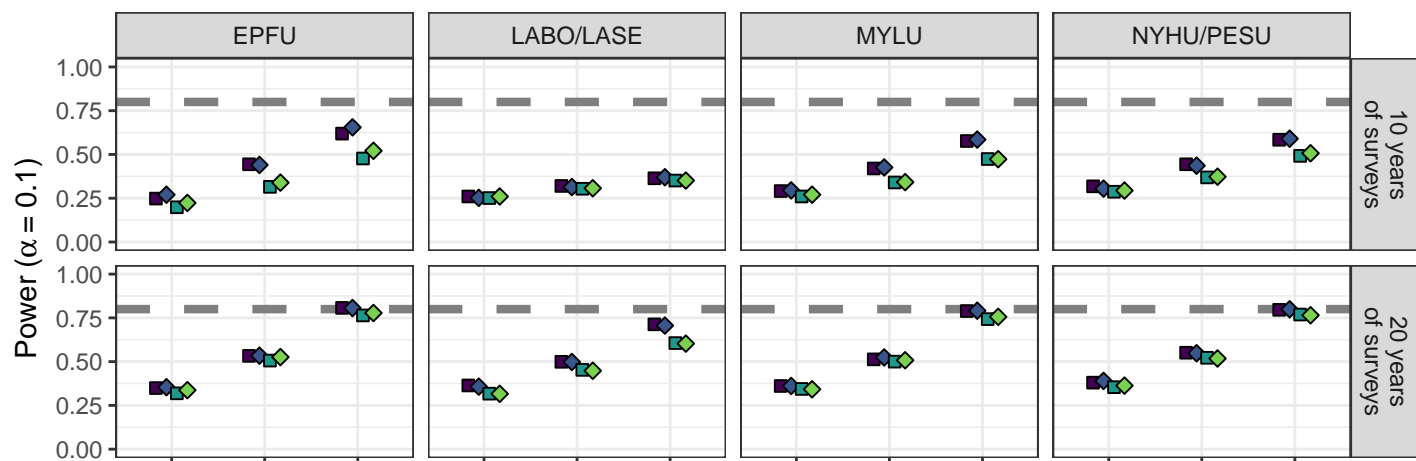 EPFU
LABO/LASE
MYLU
NYHU/PESU
Power (α = 0.1)
1.00
0.75
0.50
0.25
0.00
10 years
of surveys
1.00
0.75
0.50
0.25
0.00
20 years
of surveys